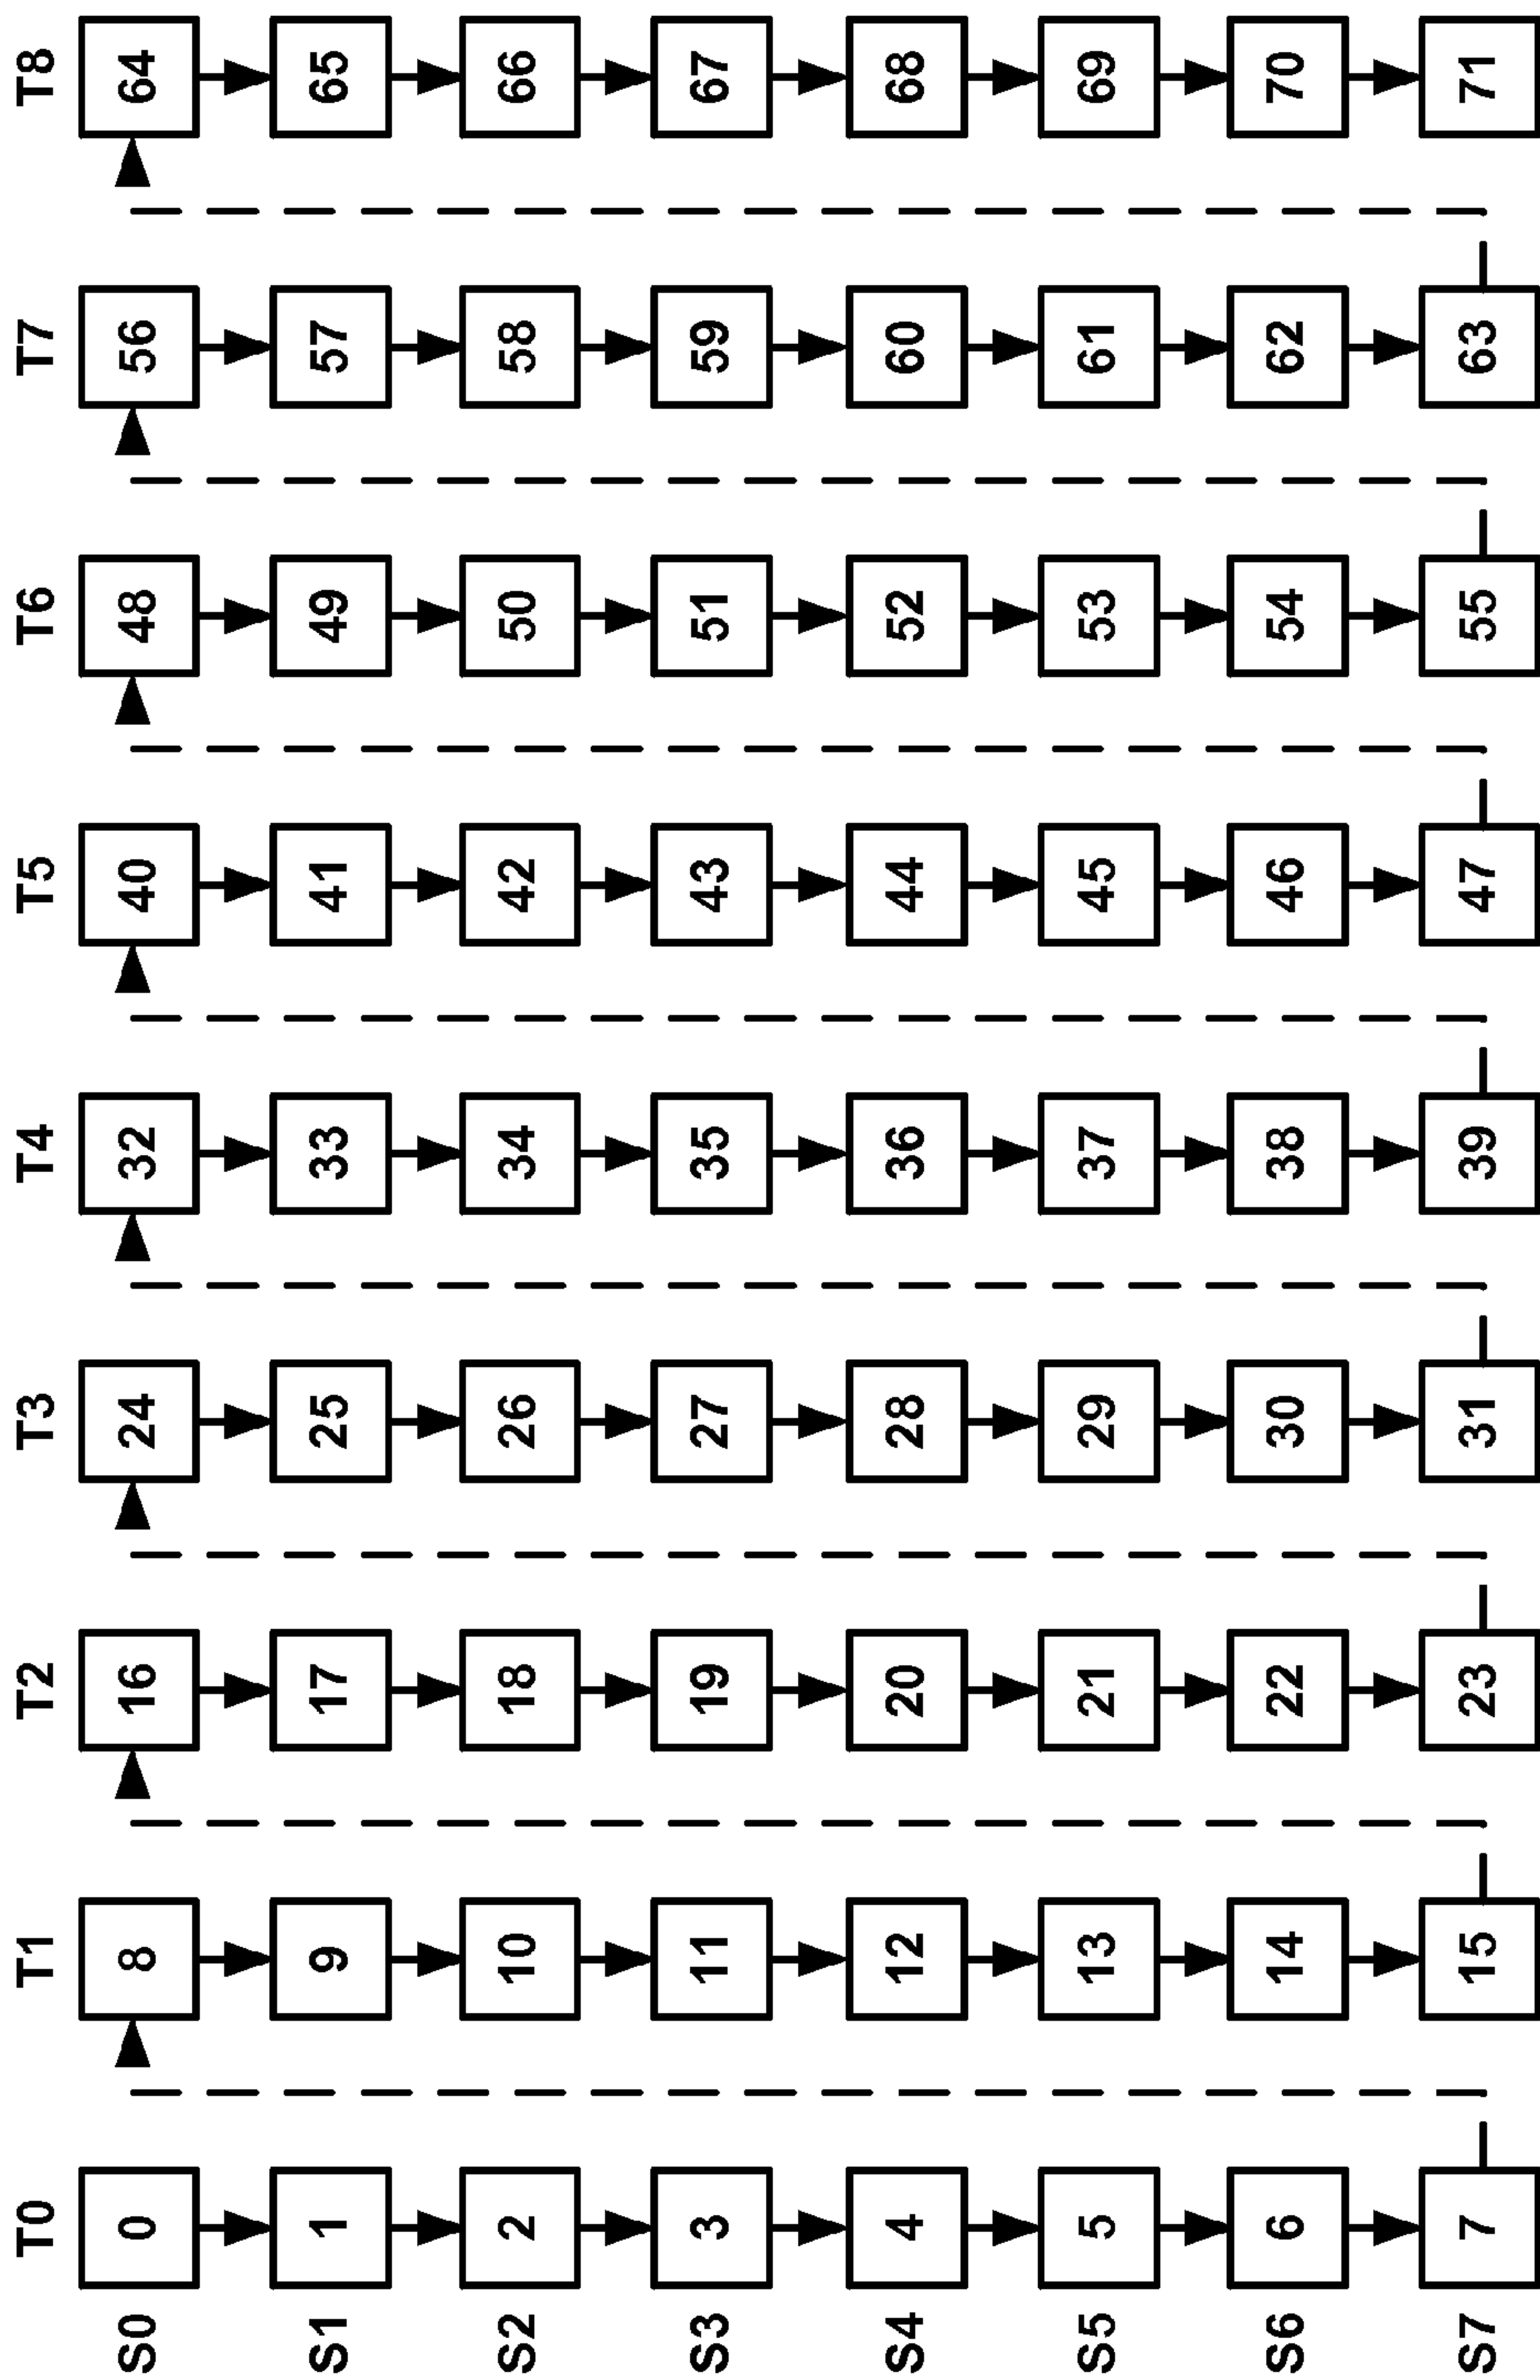 T0 T1 T2 T3 T4 T5 T6 T7 T8
S0 0 8 16 24 32 40 48 56 64
S1 1 9 17 25 33 41 49 57 65
S2 2 10 18 26 34 42 50 58 66
S3 3 11 19 27 35 43 51 59 67
S4 4 12 20 28 36 44 52 60 68
S5 5 13 21 29 37 45 53 61 69
S6 6 14 22 30 38 46 54 62 70
S7 7 15 23 31 39 47 55 63 71